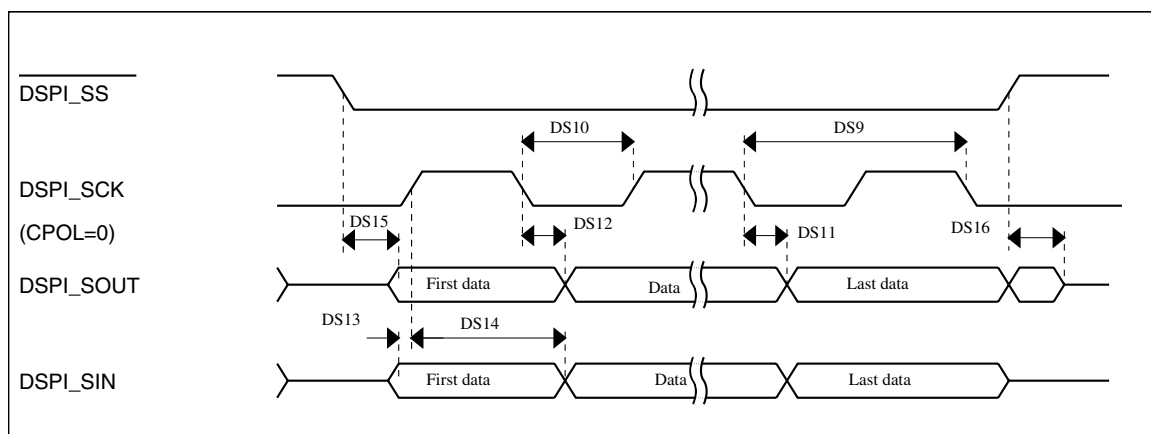 DSPI_SS
DS10
DS9
DSPI_SCK
(CPOL=0)
DS15
DS12
DS11
DS16
DSPI_SOUT
First data
Data
Last data
DS13
DS14
DSPI_SIN
First data
Data
Last data